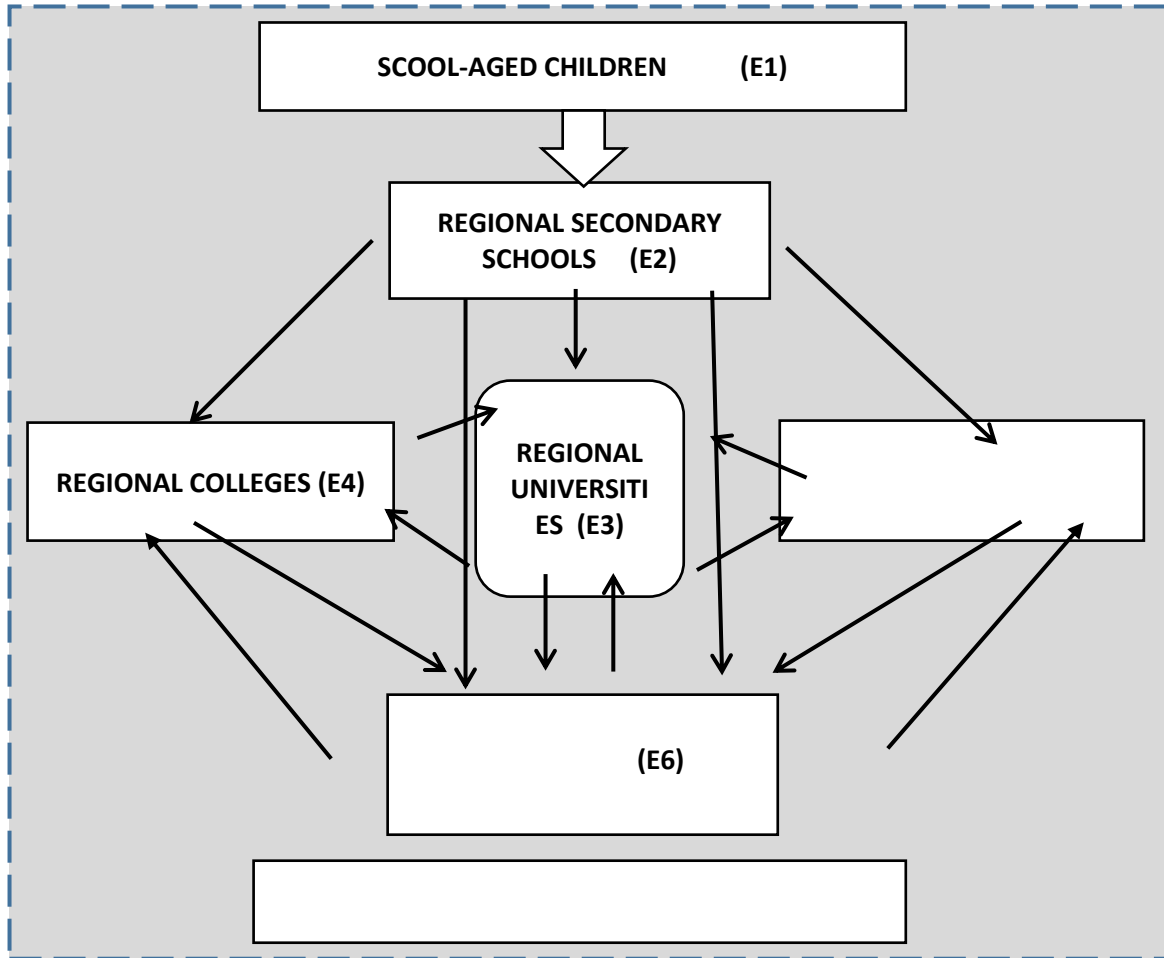 SCOOL-AGED CHILDREN (E1)
REGIONAL SECONDARY
SCHOOLS (E2)
REGIONAL COLLEGES (E4)
REGIONAL
UNIVERSITI
ES (E3)
(E6)